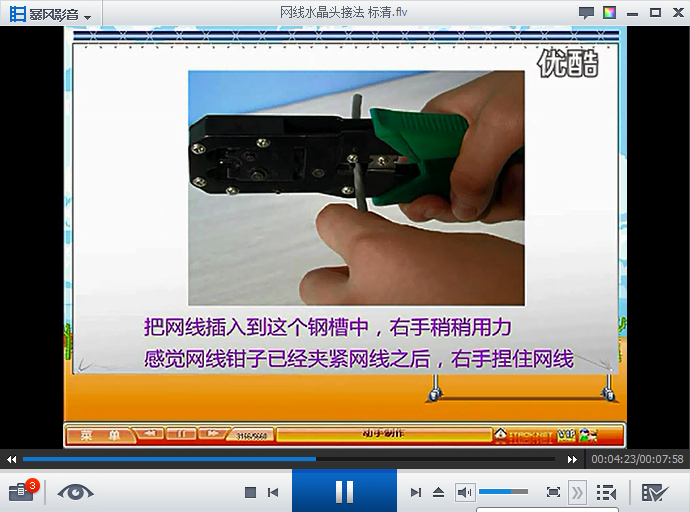 暴风影音
网线水晶头接法 标清.flv
优酷
把网线插入到这个钢槽中，右手稍稍用力
感觉网线钳子已经夹紧网线之后，右手捏住网线
菜 单
3166/5660
动手制作
00:04:23/00:07:58
3